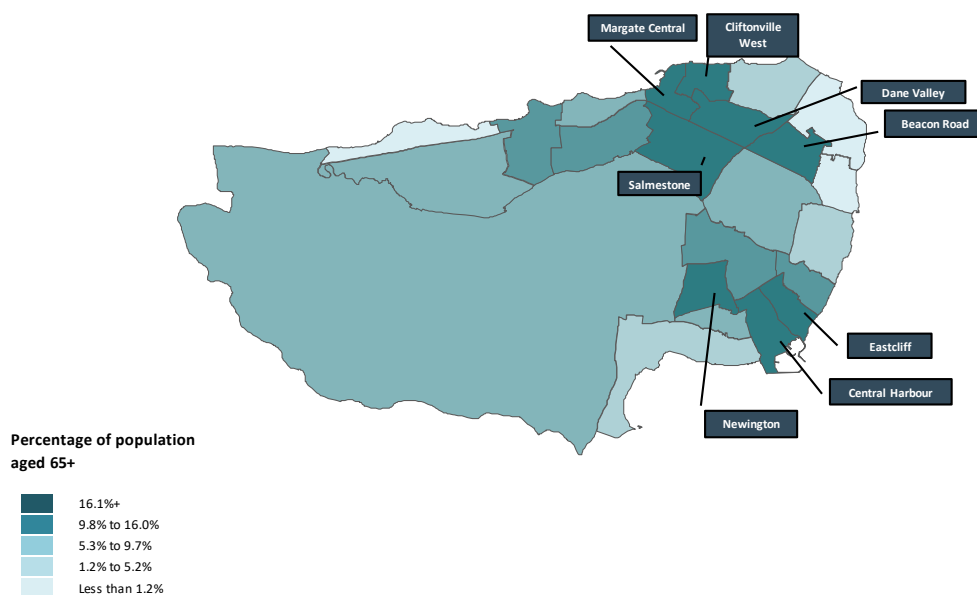 Margate Central
Cliftonville
West
Dane Valley
Beacon Road
Salmestone
Eastcliff
Central Harbour
Newington
Percentage of population
aged 65+
16.1%+
9.8% to 16.0%
5.3% to 9.7%
1.2% to 5.2%
Less than 1.2%